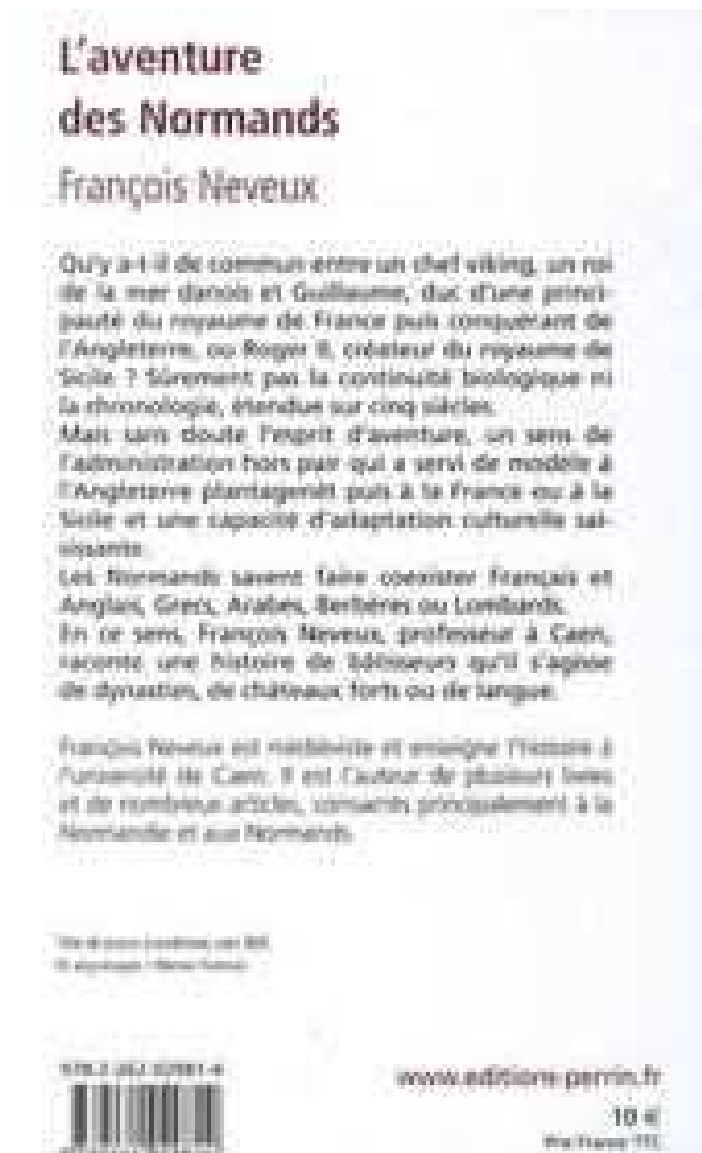 L'aventure
des Normands
François Neveux
Qu'y a-t-il de commun entre un chef viking, un roi
de la mer danois et Guillaume, duc d'une princi-
pauté du royaume de France puis conquérant de
l'Angleterre, ou Roger II, créateur du royaume de
Sicile ? Sûrement pas la continuité biologique ni
la chronologie, étendue sur cinq siècles.
Mais sans doute l'esprit d'aventure, un sens de
l'administration hors pair qui a servi de modèle à
l'Angleterre plantagenêt puis à la France ou à la
Sicile et une capacité d'adaptation culturelle sai-
sissante.
Les Normands savent faire coexister Français et
Anglais, Grecs, Arabes, Berbères ou Lombards.
En ce sens, François Neveux, professeur à Caen,
raconte une histoire de bâtisseurs qu'il s'agisse
de dynasties, de châteaux forts ou de langue.
François Neveux est médiéviste et enseigne l'histoire à
l'université de Caen. Il est l'auteur de plusieurs livres
et de nombreux articles, consacrés principalement à la
Normandie et aux Normands.
www.editions-perrin.fr
10 €
Prix France TTC